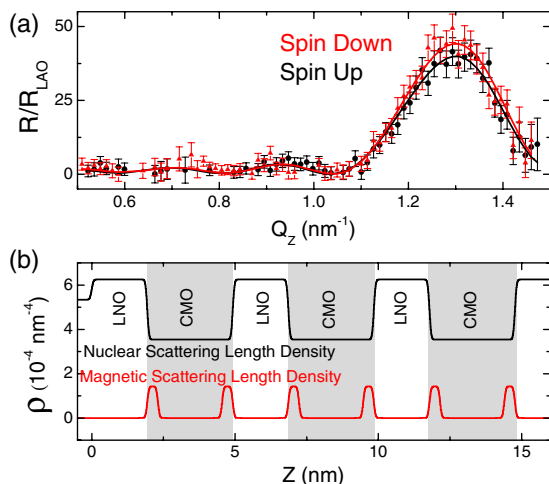 (a)
50
25
0
R/R_LAO
Spin Down
Spin Up
0.6 0.8 1.0 1.2 1.4
Q_Z (nm⁻¹)
(b)
6
4
2
0
ρ (10⁻⁴ nm⁻⁴)
LNO CMO LNO CMO LNO CMO
Nuclear Scattering Length Density
Magnetic Scattering Length Density
0 5 10 15
Z (nm)